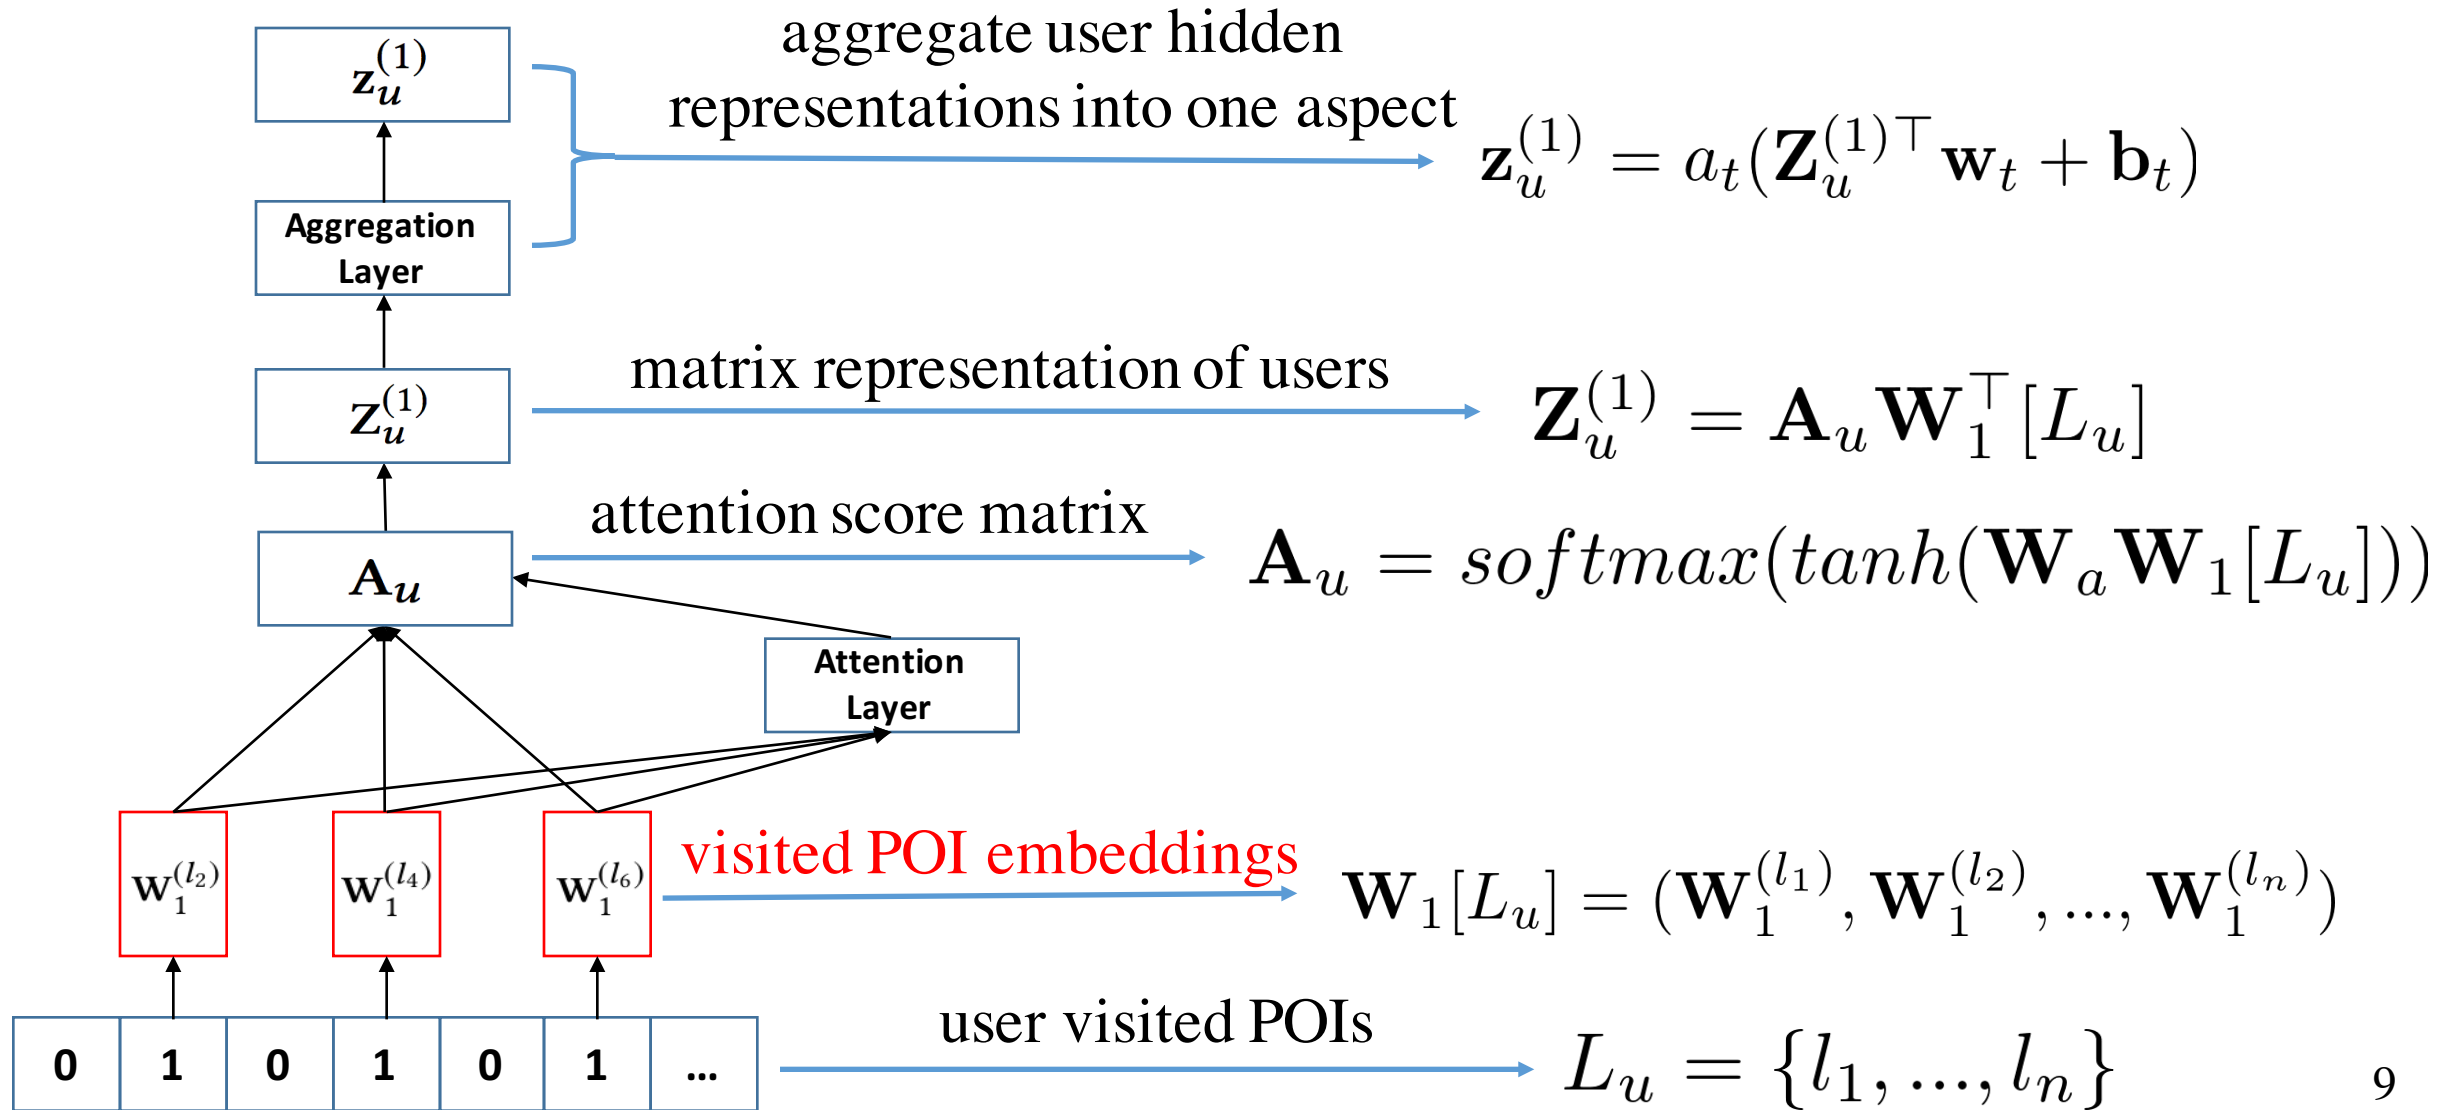 aggregate user hidden
representations into one aspect
z_u^{(1)}
z_u^{(1)} = a_t(Z_u^{(1)⊤} w_t + b_t)
Aggregation
Layer
matrix representation of users
Z_u^{(1)}
Z_u^{(1)} = A_u W_1^⊤[L_u]
attention score matrix
A_u
A_u = softmax(tanh(W_a W_1[L_u]))
Attention
Layer
visited POI embeddings
W_1^{(l_2)} W_1^{(l_4)} W_1^{(l_6)}
W_1[L_u] = (W_1^{(l_1)}, W_1^{(l_2)}, ..., W_1^{(l_n)})
user visited POIs
0 1 0 1 0 1 ...
L_u = {l_1, ..., l_n}
9